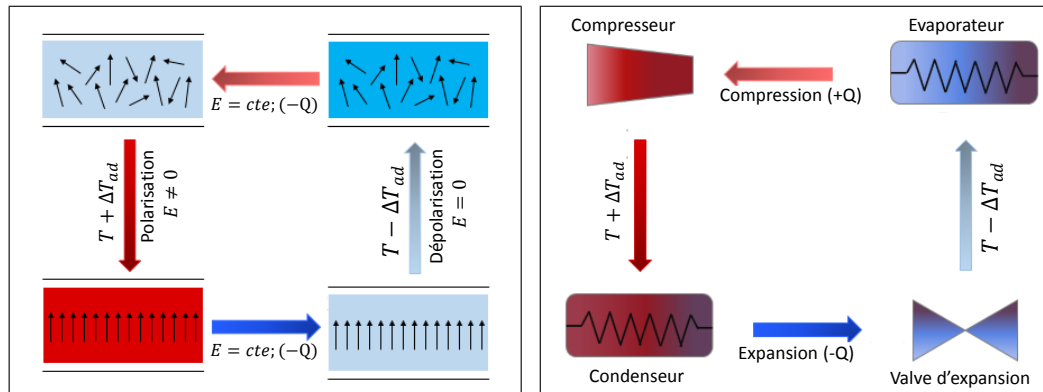 E = cte; (−Q)
T + ΔT_ad
Polarisation
E ≠ 0
T − ΔT_ad
Dépolarisation
E = 0
E = cte; (−Q)
Compresseur
Evaporateur
Compression (+Q)
T + ΔT_ad
T − ΔT_ad
Expansion (-Q)
Condenseur
Valve d'expansion